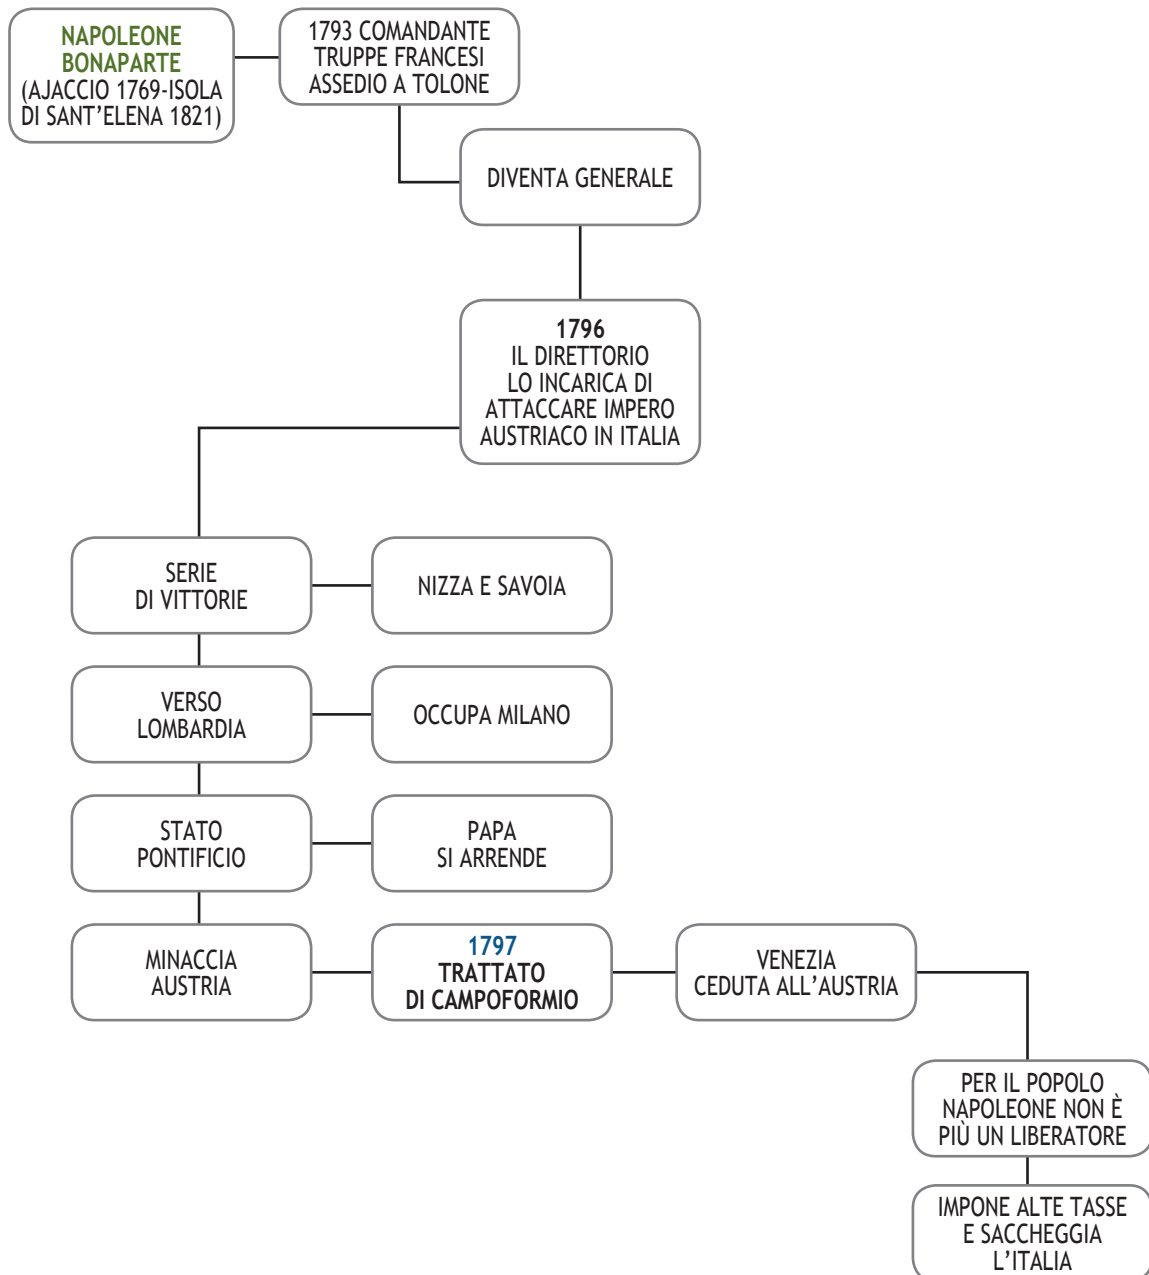 NAPOLEONE
BONAPARTE
(AJACCIO 1769-ISOLA
DI SANT'ELENA 1821)
1793 COMANDANTE
TRUPPE FRANCESI
ASSEDIO A TOLONE
DIVENTA GENERALE
1796
IL DIRETTORIO
LO INCARICA DI
ATTACCARE IMPERO
AUSTRIACO IN ITALIA
SERIE
DI VITTORIE
NIZZA E SAVOIA
VERSO
LOMBARDIA
OCCUPA MILANO
STATO
PONTIFICIO
PAPA
SI ARRENDE
MINACCIA
AUSTRIA
1797
TRATTATO
DI CAMPOFORMIO
VENEZIA
CEDUTA ALL'AUSTRIA
PER IL POPOLO
NAPOLEONE NON È
PIÙ UN LIBERATORE
IMPONE ALTE TASSE
E SACCHEGGIA
L'ITALIA